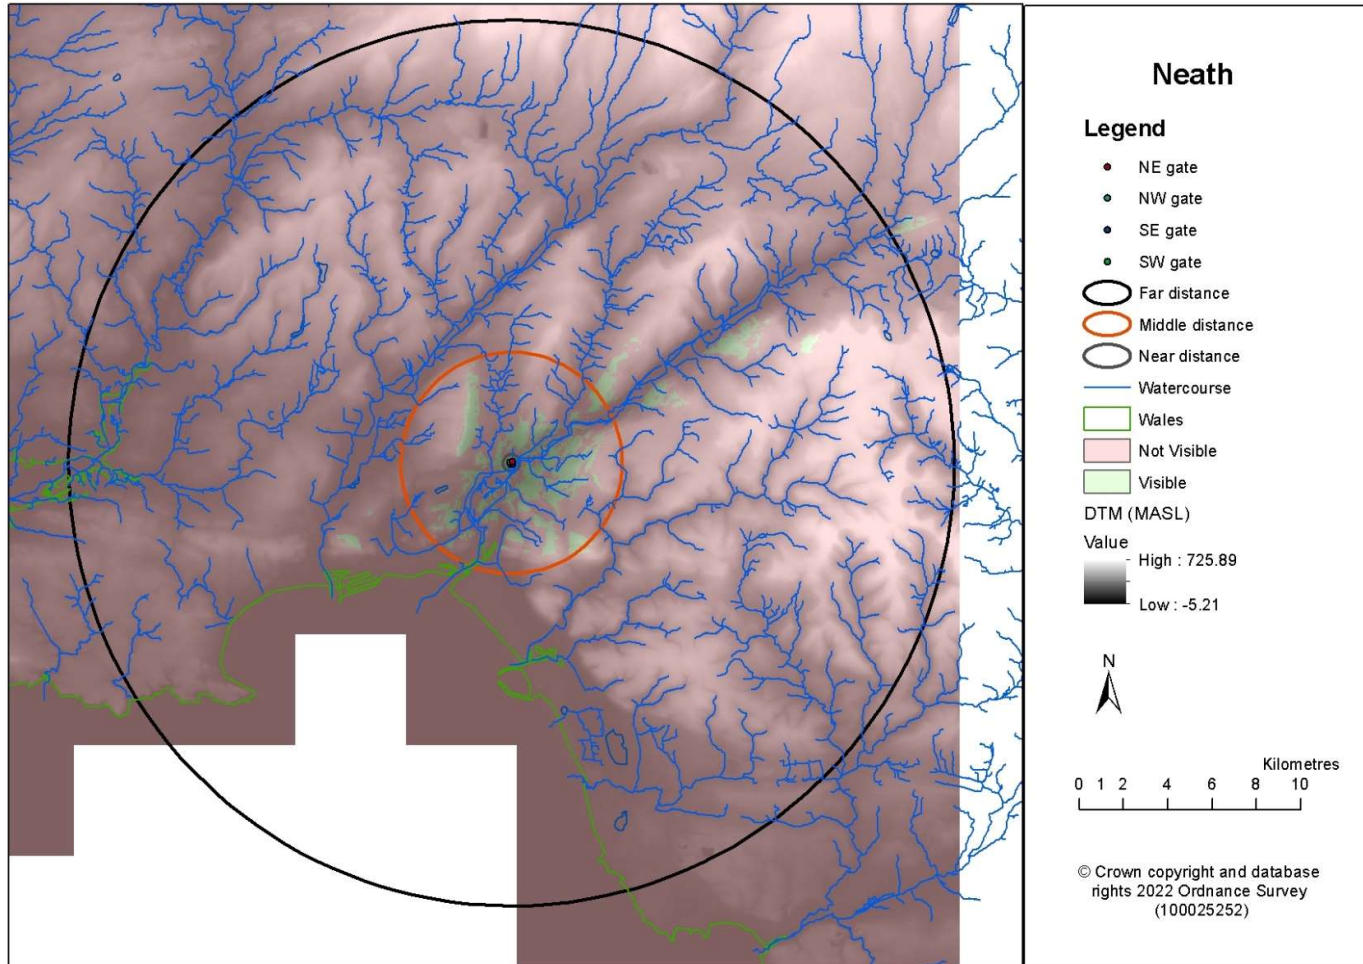 Neath
Legend
NE gate
NW gate
SE gate
SW gate
Far distance
Middle distance
Near distance
Watercourse
Wales
Not Visible
Visible
DTM (MASL)
Value
High : 725.89
Low : -5.21
N
Kilometres
0 1 2 4 6 8 10
© Crown copyright and database
rights 2022 Ordnance Survey
(100025252)